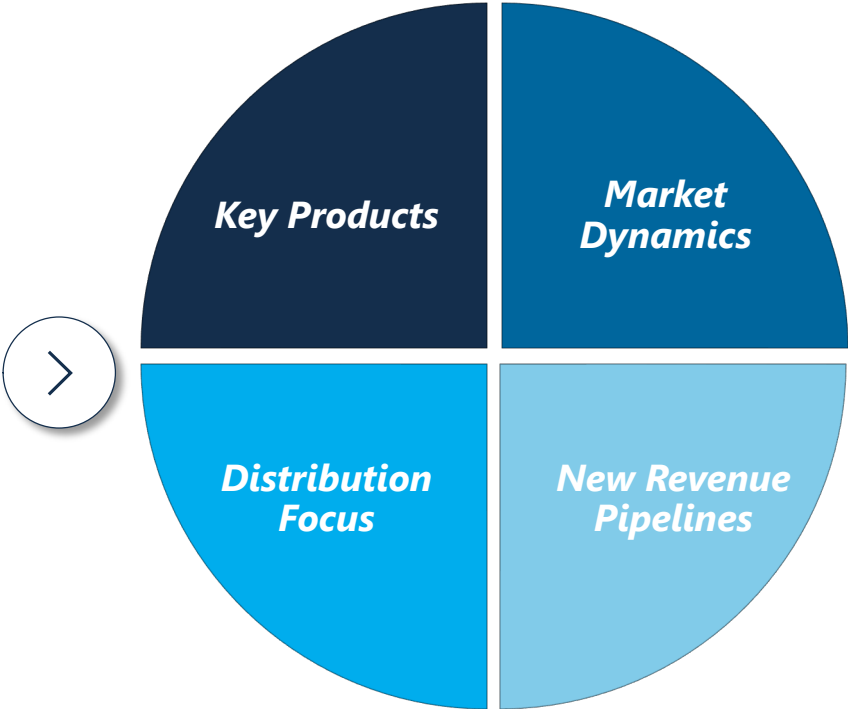 Key Products
Market
Dynamics
Distribution
Focus
New Revenue
Pipelines